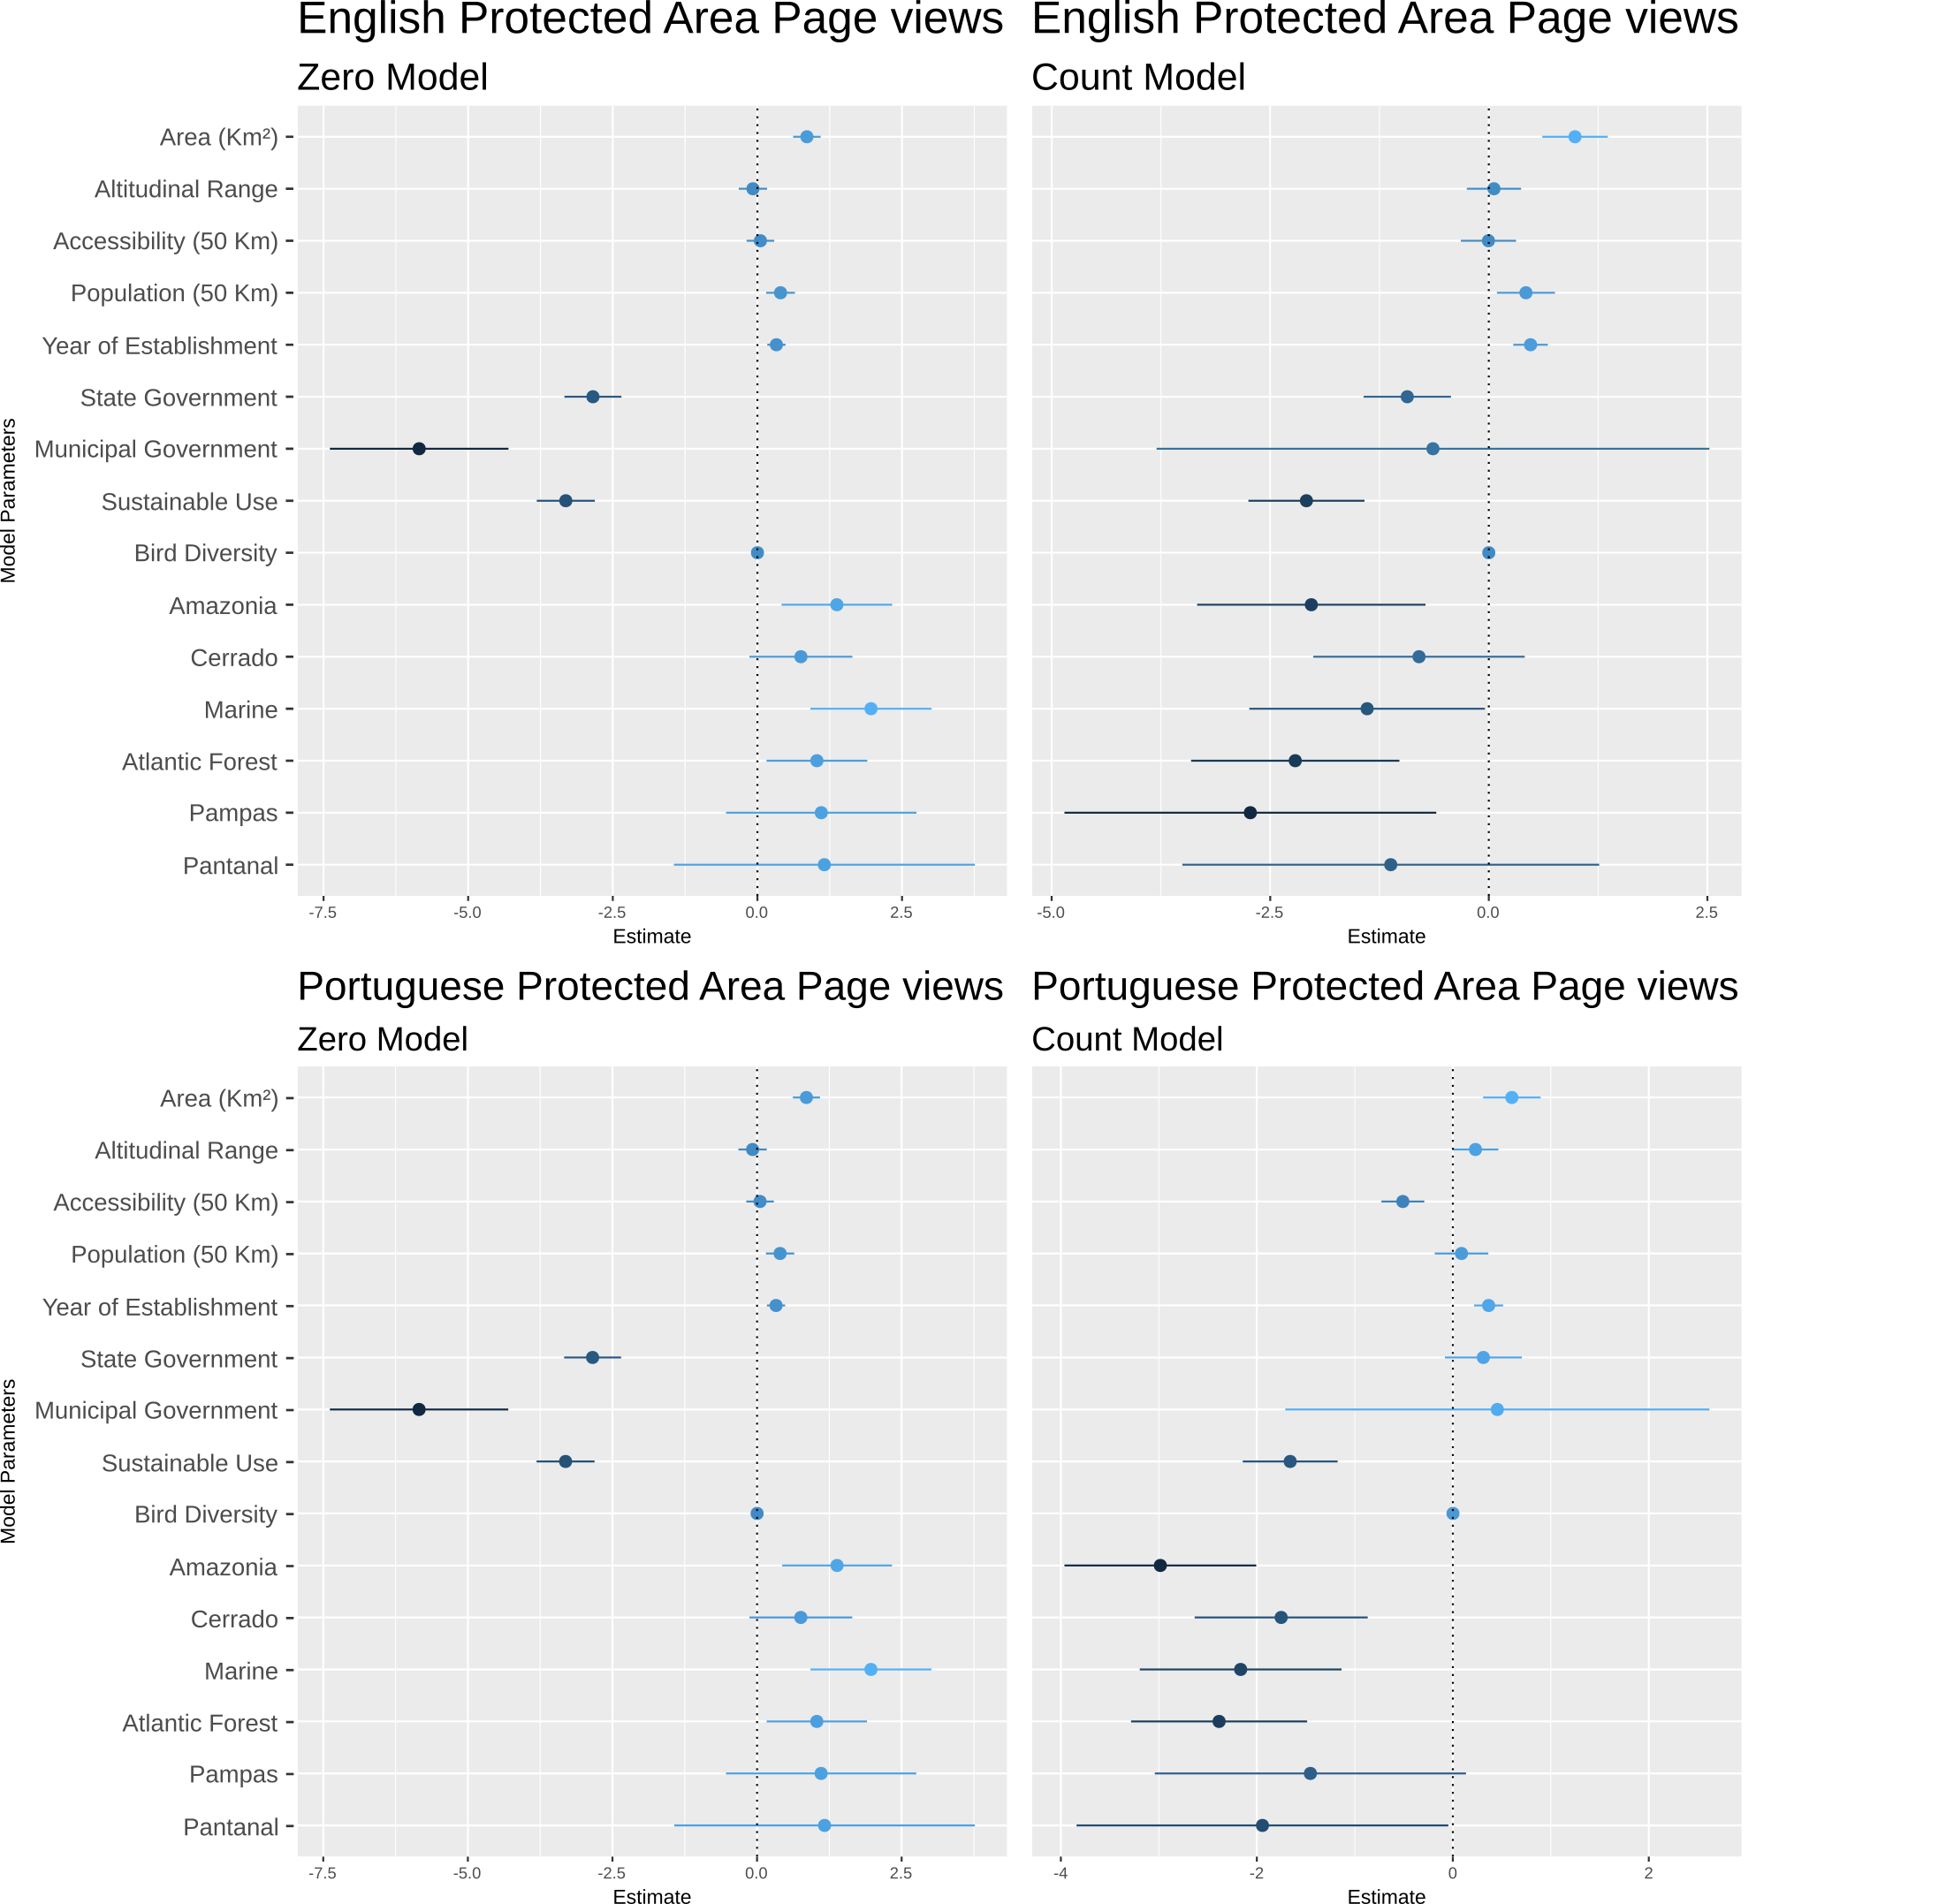 English Protected Area Page views
Zero Model
English Protected Area Page views
Count Model
Model Parameters
Area (Km²)
Altitudinal Range
Accessibility (50 Km)
Population (50 Km)
Year of Establishment
State Government
Municipal Government
Sustainable Use
Bird Diversity
Amazonia
Cerrado
Marine
Atlantic Forest
Pampas
Pantanal
-7.5 -5.0 -2.5 0.0 2.5
Estimate
-5.0 -2.5 0.0 2.5
Estimate
Portuguese Protected Area Page views
Zero Model
Portuguese Protected Area Page views
Count Model
Model Parameters
Area (Km²)
Altitudinal Range
Accessibility (50 Km)
Population (50 Km)
Year of Establishment
State Government
Municipal Government
Sustainable Use
Bird Diversity
Amazonia
Cerrado
Marine
Atlantic Forest
Pampas
Pantanal
-7.5 -5.0 -2.5 0.0 2.5
Estimate
-4 -2 0 2
Estimate